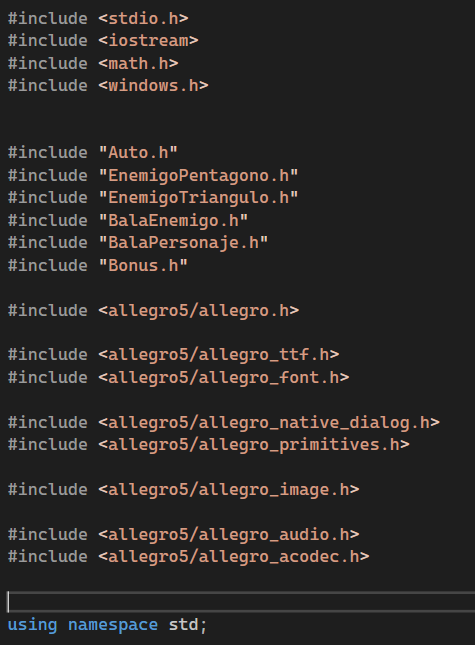 #include <stdio.h>
#include <iostream>
#include <math.h>
#include <windows.h>
#include "Auto.h"
#include "EnemigoPentagono.h"
#include "EnemigoTriangulo.h"
#include "BalaEnemigo.h"
#include "BalaPersonaje.h"
#include "Bonus.h"
#include <allegro5/allegro.h>
#include <allegro5/allegro_ttf.h>
#include <allegro5/allegro_font.h>
#include <allegro5/allegro_native_dialog.h>
#include <allegro5/allegro_primitives.h>
#include <allegro5/allegro_image.h>
#include <allegro5/allegro_audio.h>
#include <allegro5/allegro_acodec.h>
using namespace std;